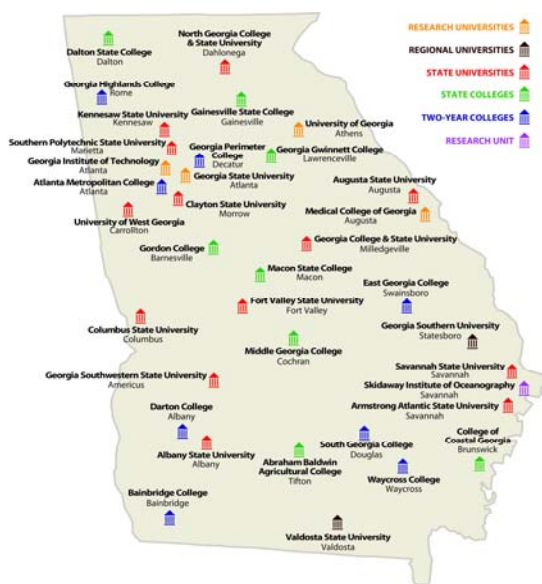 RESEARCH UNIVERSITIES
REGIONAL UNIVERSITIES
STATE UNIVERSITIES
STATE COLLEGES
TWO-YEAR COLLEGES
RESEARCH UNIT
North Georgia College
& State University
Dahlonega
Dalton State College
Dalton
Georgia Highlands College
Rome
Gainesville State College
Gainesville
Kennesaw State University
Kennesaw
University of Georgia
Athens
Southern Polytechnic State University
Marietta
Georgia Perimeter
College
Decatur
Georgia Gwinnett College
Lawrenceville
Georgia Institute of Technology
Atlanta
Georgia State University
Atlanta
Atlanta Metropolitan College
Atlanta
Augusta State University
Augusta
Clayton State University
Morrow
Medical College of Georgia
Augusta
University of West Georgia
Carrollton
Gordon College
Barnesville
Georgia College & State University
Milledgeville
Macon State College
Macon
East Georgia College
Swainsboro
Fort Valley State University
Fort Valley
Columbus State University
Columbus
Georgia Southern University
Statesboro
Middle Georgia College
Cochran
Georgia Southwestern State University
Americus
Savannah State University
Savannah
Skidaway Institute of Oceanography
Savannah
Armstrong Atlantic State University
Savannah
Darton College
Albany
Albany State University
Albany
South Georgia College
Douglas
College of
Coastal Georgia
Brunswick
Abraham Baldwin
Agricultural College
Tifton
Waycross College
Waycross
Bainbridge College
Bainbridge
Valdosta State University
Valdosta